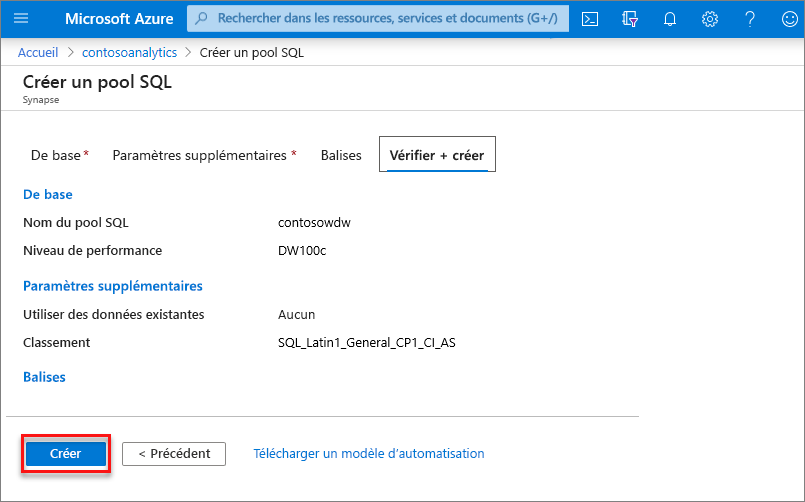 Microsoft Azure
Rechercher dans les ressources, services et documents (G+/)
Accueil > contosoanalytics > Créer un pool SQL
Créer un pool SQL
Synapse
De base * Paramètres supplémentaires * Balises Vérifier + créer
De base
Nom du pool SQL contosowdw
Niveau de performance DW100c
Paramètres supplémentaires
Utiliser des données existantes Aucun
Classement SQL_Latin1_General_CP1_CI_AS
Balises
Créer < Précédent Télécharger un modèle d'automatisation